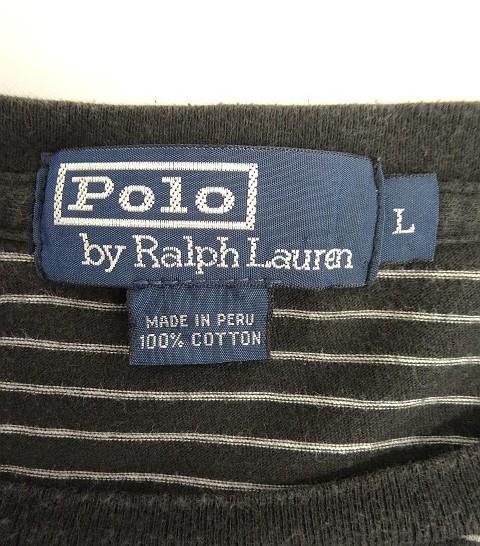 Polo
by Ralph Lauren
L
MADE IN PERU
100% COTTON